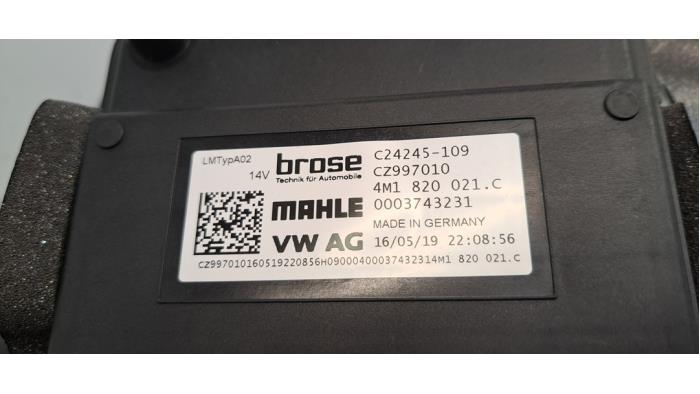 LMTypA02
14V
brose
Technik für Automobile
MAHLE
VW AG
C24245-109
CZ997010
4M1 820 021.C
0003743231
MADE IN GERMANY
16/05/19 22:08:56
CZ997010160519220856H09000400037432314M1 820 021.C